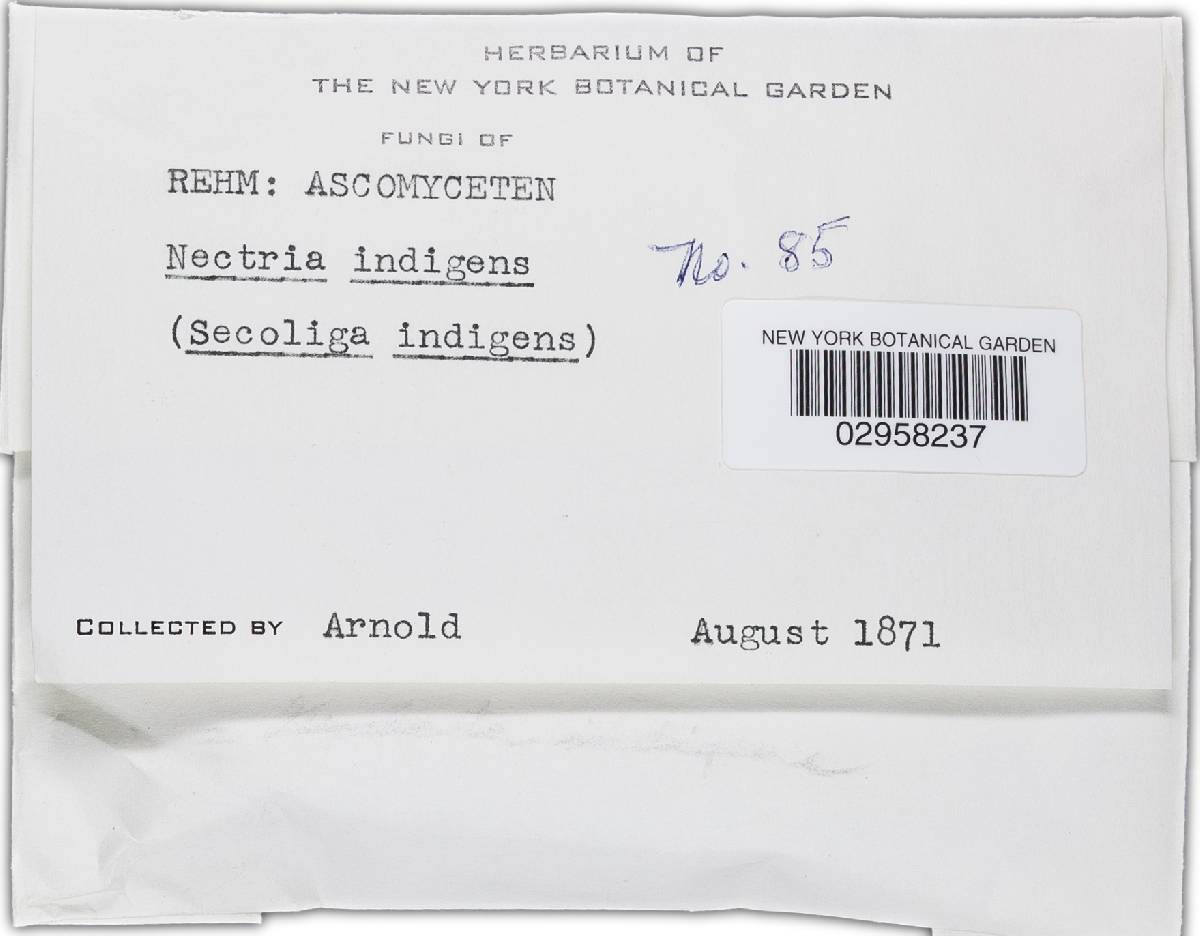 HERBARIUM OF
THE NEW YORK BOTANICAL GARDEN
FUNGI OF
REHM: ASCOMYCETEN
Nectria indigens
No. 85
(Secoliga indigens)
NEW YORK BOTANICAL GARDEN
02958237
COLLECTED BY Arnold
August 1871